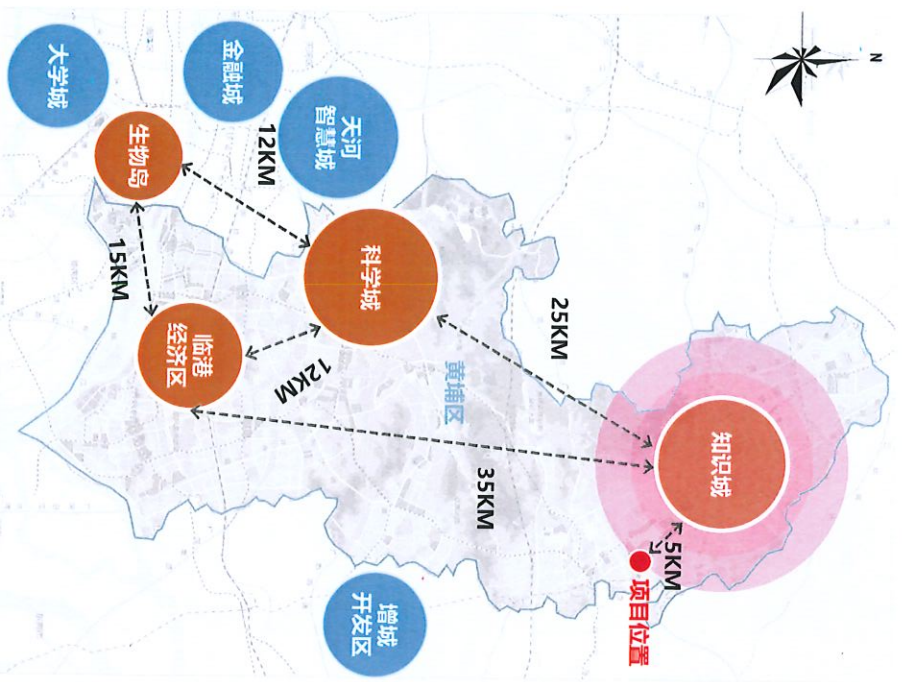 N
知识城
5KM
项目位置
25KM
35KM
黄埔区
天河
智慧城
科学城
增城
开发区
12KM
12KM
金融城
临港
经济区
生物岛
15KM
大学城